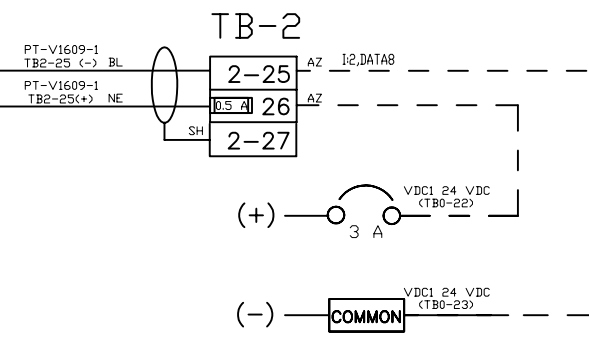 TB-2
PT-V1609-1
TB2-25 (-) BL
2-25
AZ
I:2,DATA8
PT-V1609-1
TB2-25(+) NE
0.5 A
26
AZ
SH
2-27
(+)
3 A
VDC1 24 VDC
(TB0-22)
(-)
COMMON
VDC1 24 VDC
(TB0-23)